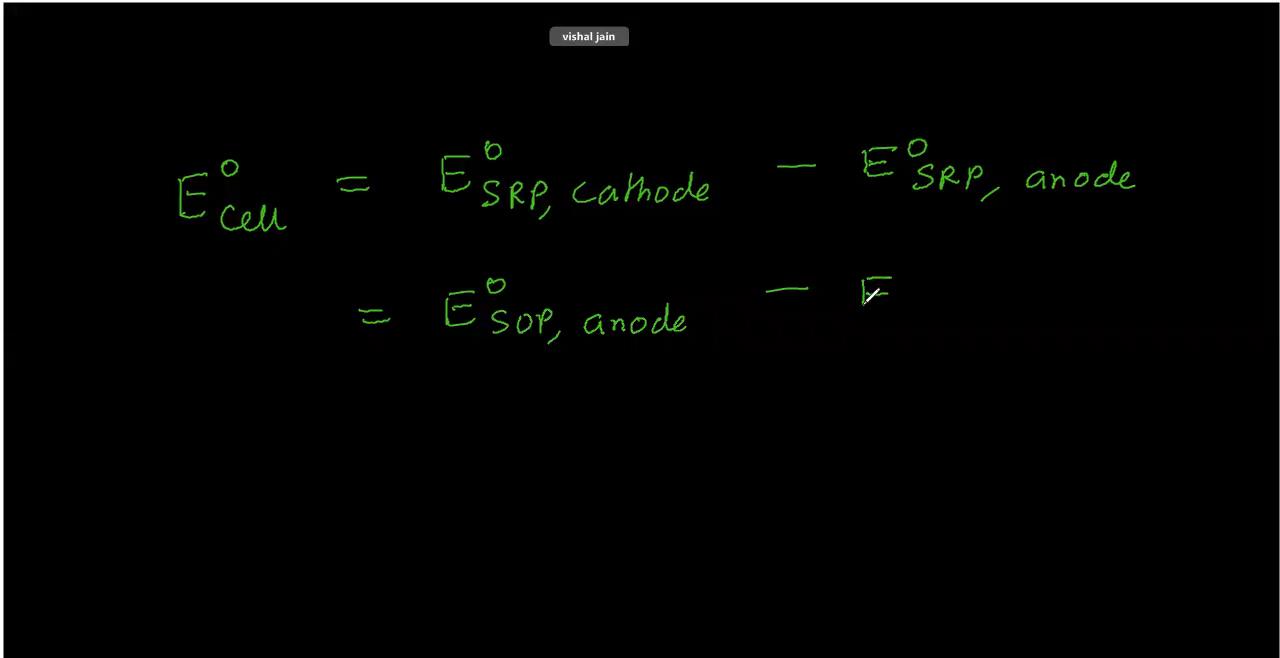 vishal jain
E°cell = E°SRP, cathode — E°SRP, anode
= E°SOP, anode — E